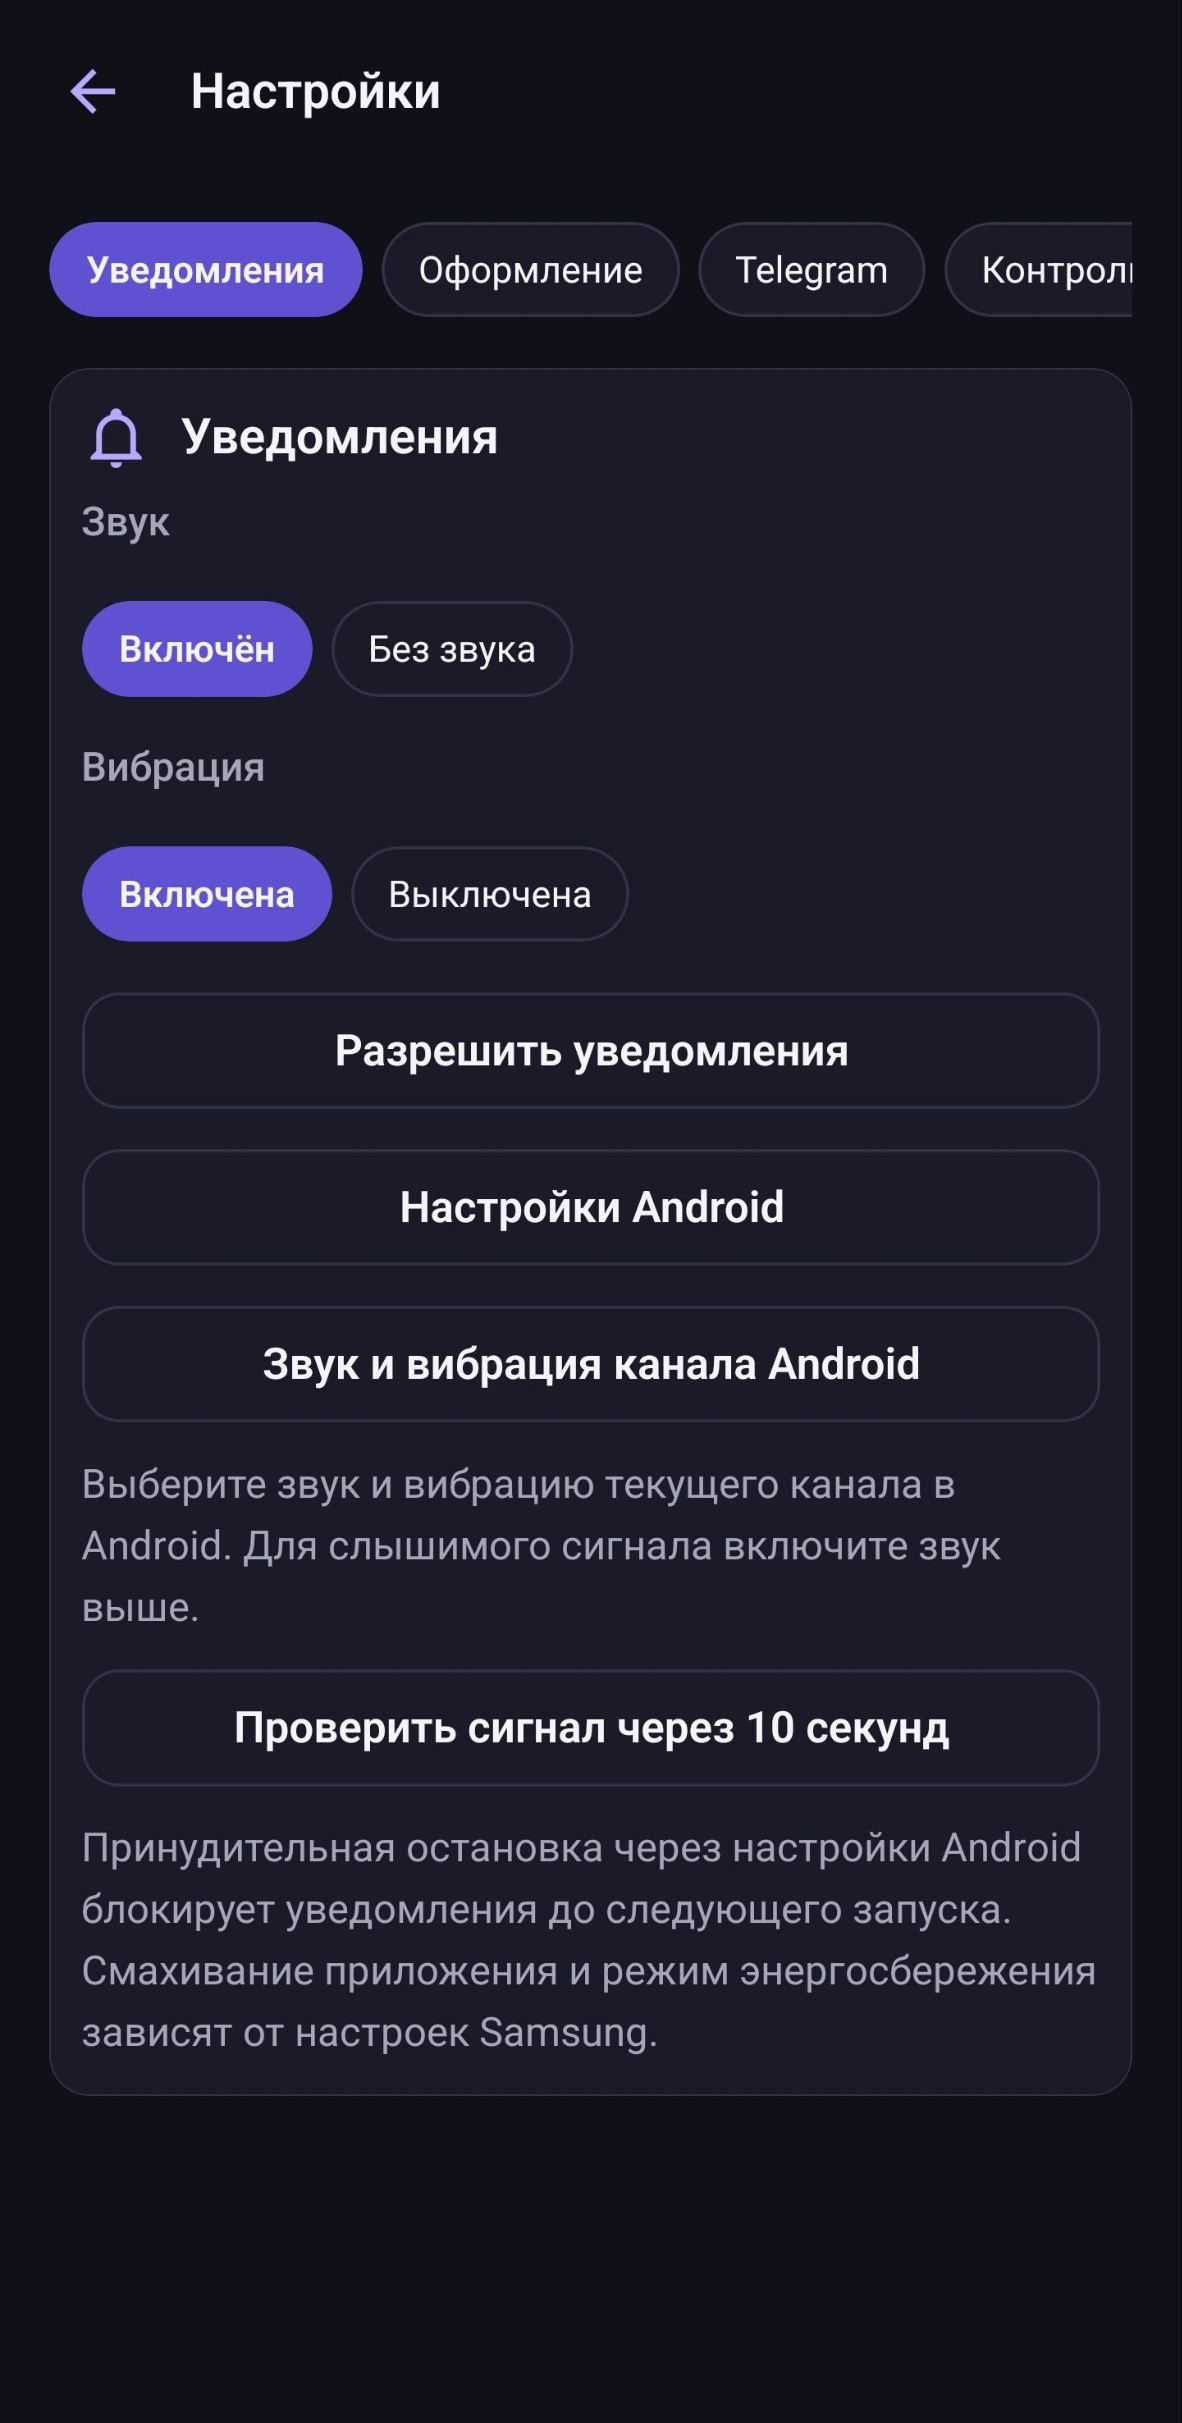 Настройки
Уведомления Оформление Telegram Контрол
Уведомления
Звук
Включён Без звука
Вибрация
Включена Выключена
Разрешить уведомления
Настройки Android
Звук и вибрация канала Android
Выберите звук и вибрацию текущего канала в
Android. Для слышимого сигнала включите звук
выше.
Проверить сигнал через 10 секунд
Принудительная остановка через настройки Android
блокирует уведомления до следующего запуска.
Смахивание приложения и режим энергосбережения
зависят от настроек Samsung.